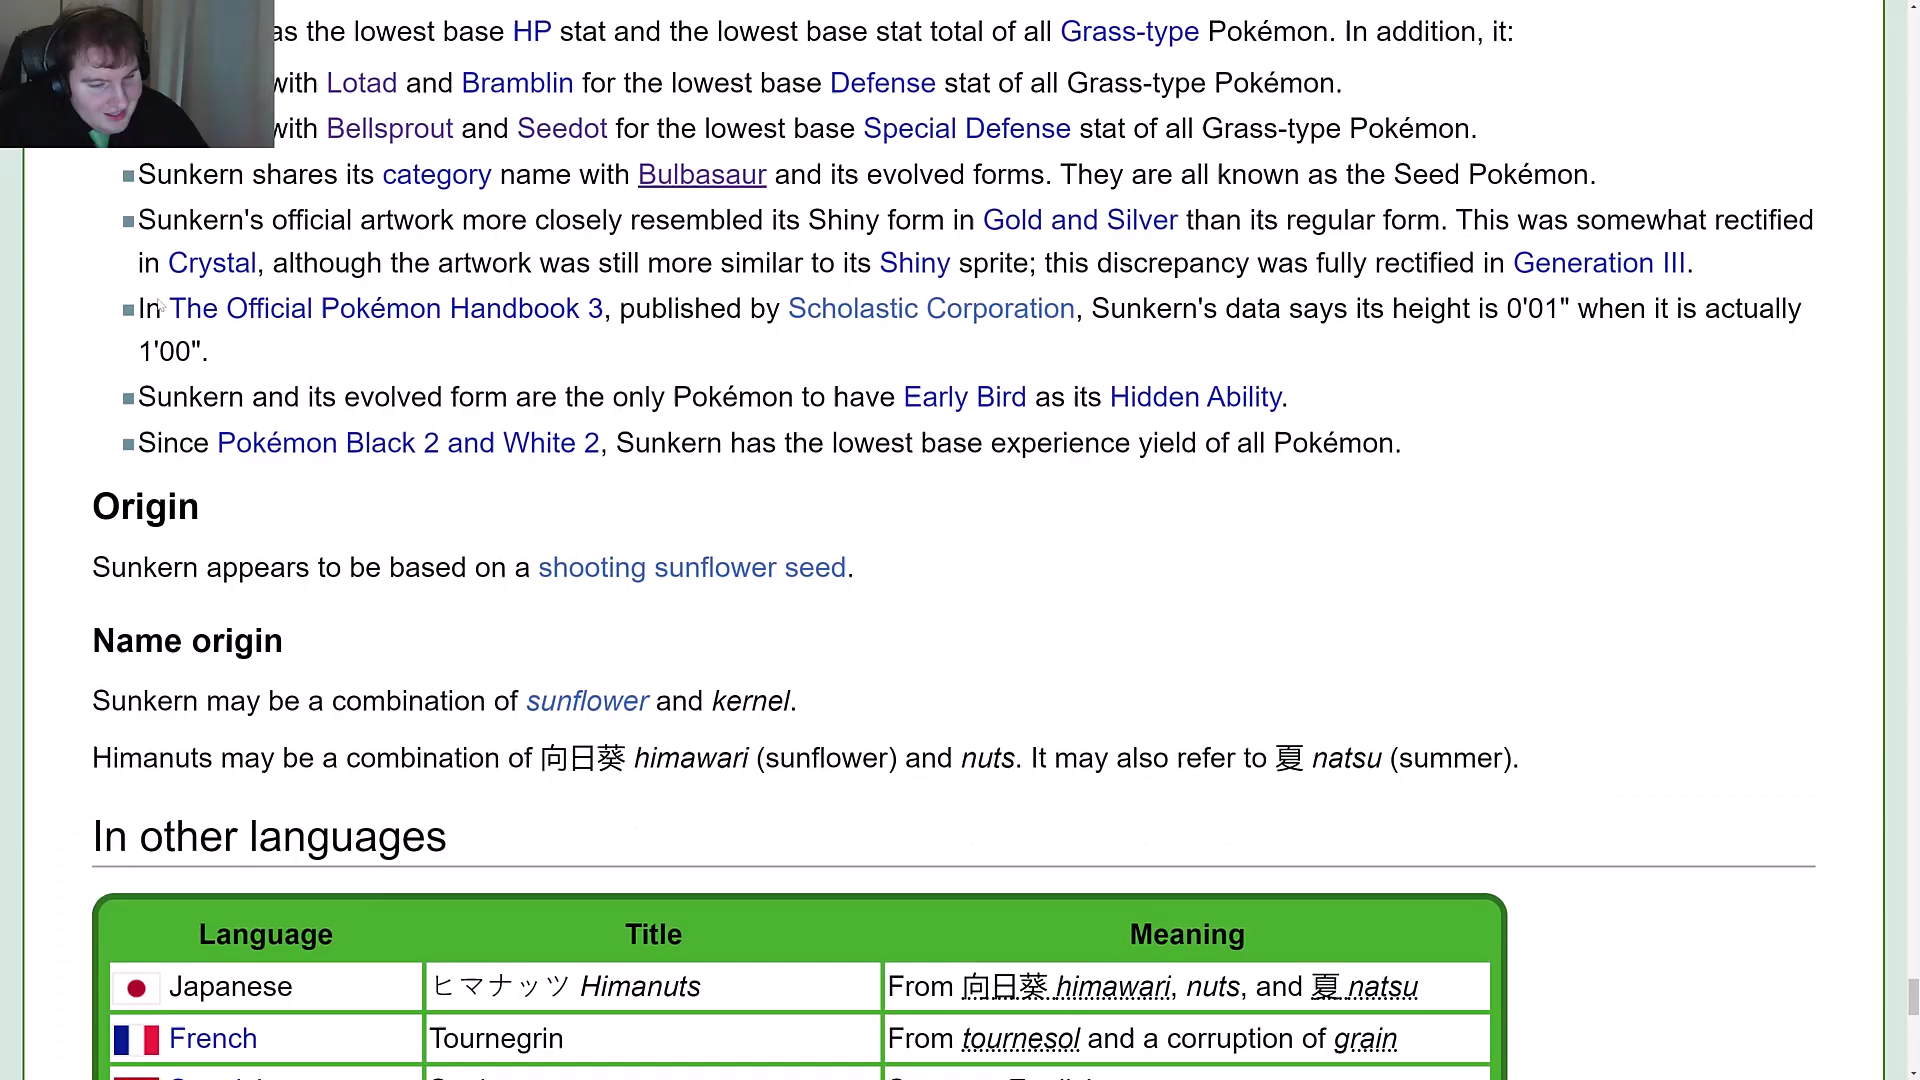 as the lowest base HP stat and the lowest base stat total of all Grass-type Pokémon. In addition, it:
with Lotad and Bramblin for the lowest base Defense stat of all Grass-type Pokémon.
with Bellsprout and Seedot for the lowest base Special Defense stat of all Grass-type Pokémon.
Sunkern shares its category name with Bulbasaur and its evolved forms. They are all known as the Seed Pokémon.
Sunkern's official artwork more closely resembled its Shiny form in Gold and Silver than its regular form. This was somewhat rectified
in Crystal, although the artwork was still more similar to its Shiny sprite; this discrepancy was fully rectified in Generation III.
In The Official Pokémon Handbook 3, published by Scholastic Corporation, Sunkern's data says its height is 0'01" when it is actually
1'00".
Sunkern and its evolved form are the only Pokémon to have Early Bird as its Hidden Ability.
Since Pokémon Black 2 and White 2, Sunkern has the lowest base experience yield of all Pokémon.
Origin
Sunkern appears to be based on a shooting sunflower seed.
Name origin
Sunkern may be a combination of sunflower and kernel.
Himanuts may be a combination of 向日葵 himawari (sunflower) and nuts. It may also refer to 夏 natsu (summer).
In other languages
Language Title Meaning
Japanese ヒマナッツ Himanuts From 向日葵 himawari, nuts, and 夏 natsu
French Tournegrin From tournesol and a corruption of grain